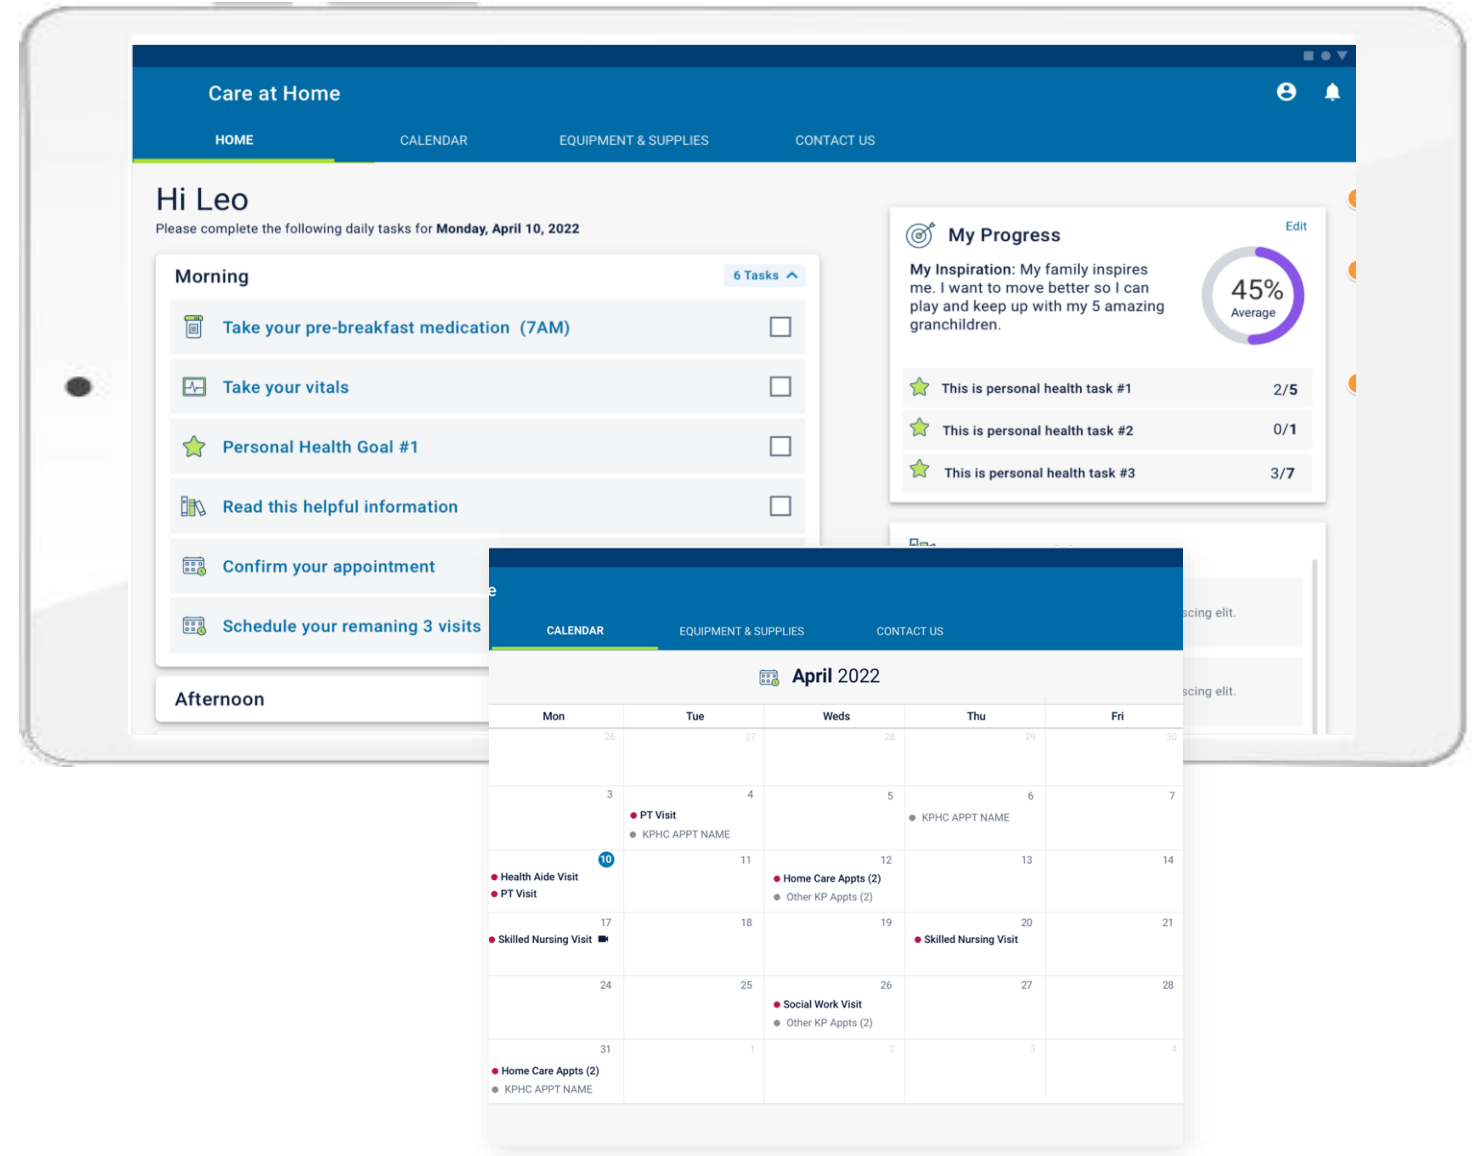 Care at Home
HOME
CALENDAR
EQUIPMENT & SUPPLIES
CONTACT US
Hi Leo
Please complete the following daily tasks for Monday, April 10, 2022
Morning
6 Tasks
Take your pre-breakfast medication (7AM)
Take your vitals
Personal Health Goal #1
Read this helpful information
Confirm your appointment
Schedule your remaning 3 visits
Afternoon
My Progress
Edit
My Inspiration: My family inspires
me. I want to move better so I can
play and keep up with my 5 amazing
granchildren.
45%
Average
This is personal health task #1
2/5
This is personal health task #2
0/1
This is personal health task #3
3/7
scing elit.
scing elit.
e
CALENDAR
EQUIPMENT & SUPPLIES
CONTACT US
April 2022
Mon
Tue
Weds
Thu
Fri
26
27
28
29
30
3
4
PT Visit
KPHC APPT NAME
5
6
KPHC APPT NAME
7
10
Health Aide Visit
PT Visit
11
12
Home Care Appts (2)
Other KP Appts (2)
13
14
17
Skilled Nursing Visit
18
19
20
Skilled Nursing Visit
21
24
25
26
Social Work Visit
Other KP Appts (2)
27
28
31
Home Care Appts (2)
KPHC APPT NAME
1
2
3
4